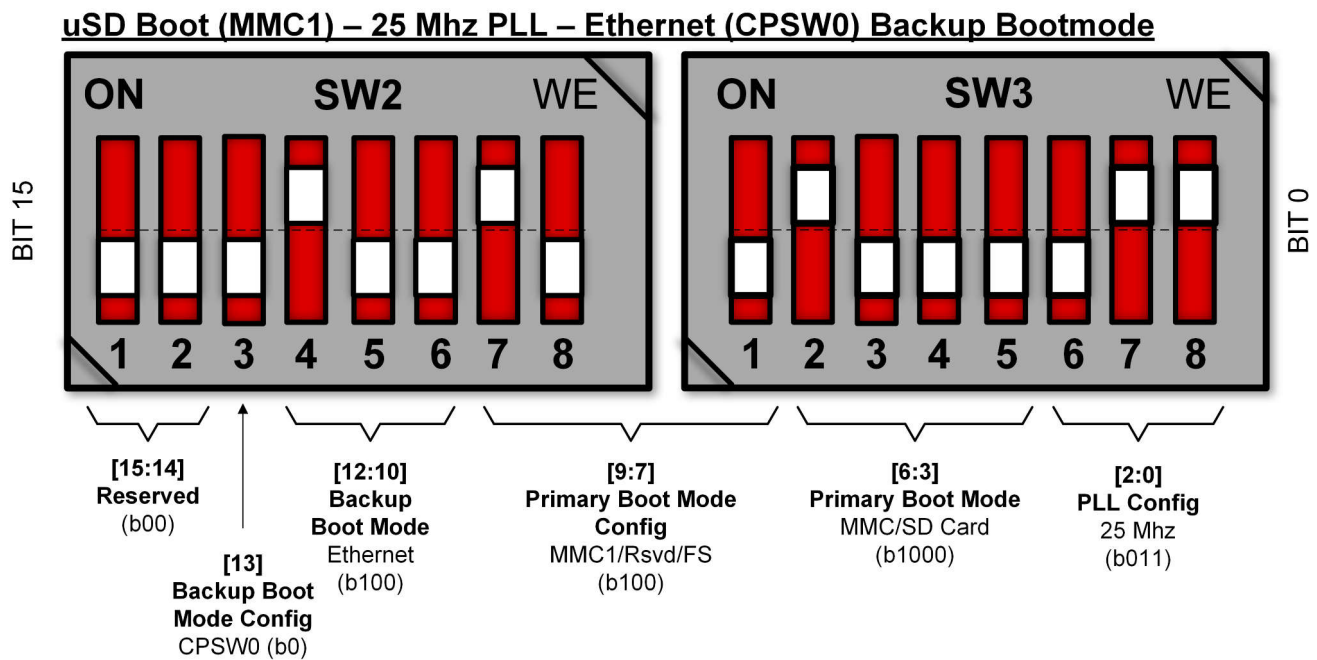 uSD Boot (MMC1) – 25 Mhz PLL – Ethernet (CPSW0) Backup Bootmode
ON SW2 WE
ON SW3 WE
BIT 15
BIT 0
1 2 3 4 5 6 7 8
1 2 3 4 5 6 7 8
[15:14]
Reserved
(b00)
[13]
Backup Boot
Mode Config
CPSW0 (b0)
[12:10]
Backup
Boot Mode
Ethernet
(b100)
[9:7]
Primary Boot Mode
Config
MMC1/Rsvd/FS
(b100)
[6:3]
Primary Boot Mode
MMC/SD Card
(b1000)
[2:0]
PLL Config
25 Mhz
(b011)